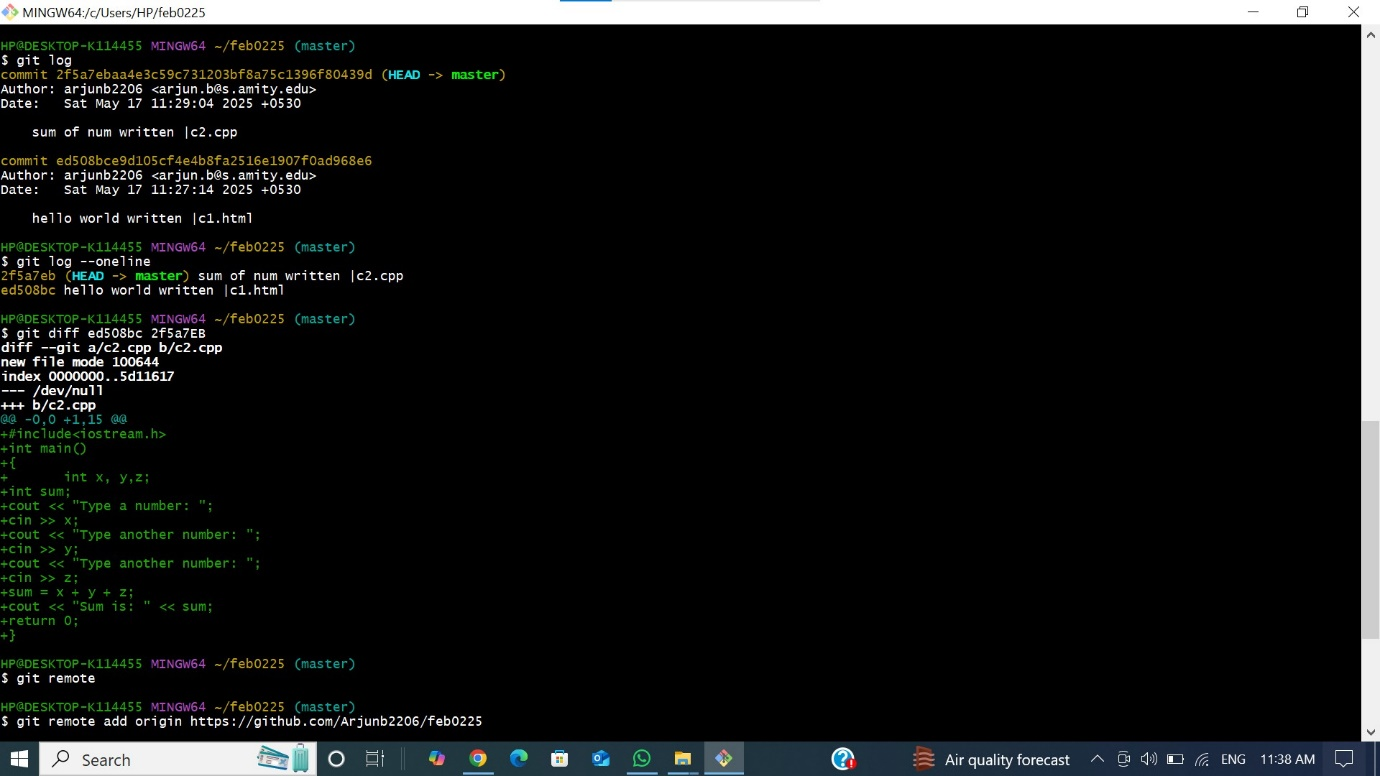 MINGW64:/c/Users/HP/feb0225
HP@DESKTOP-K114455 MINGW64 ~/feb0225 (master)
$ git log
commit 2f5a7ebaa4e3c59c731203bf8a75c1396f80439d (HEAD -> master)
Author: arjunb2206 <arjun.b@s.amity.edu>
Date:   Sat May 17 11:29:04 2025 +0530
    sum of num written |c2.cpp
commit ed508bce9d105cf4e4b8fa2516e1907f0ad968e6
Author: arjunb2206 <arjun.b@s.amity.edu>
Date:   Sat May 17 11:27:14 2025 +0530
    hello world written |c1.html
HP@DESKTOP-K114455 MINGW64 ~/feb0225 (master)
$ git log --oneline
2f5a7eb (HEAD -> master) sum of num written |c2.cpp
ed508bc hello world written |c1.html
HP@DESKTOP-K114455 MINGW64 ~/feb0225 (master)
$ git diff ed508bc 2f5a7EB
diff --git a/c2.cpp b/c2.cpp
new file mode 100644
index 0000000..5d11617
--- /dev/null
+++ b/c2.cpp
@@ -0,0 +1,15 @@
+#include<iostream.h>
+int main()
+{
+       int x, y,z;
+int sum;
+cout << "Type a number: ";
+cin >> x;
+cout << "Type another number: ";
+cin >> y;
+cout << "Type another number: ";
+cin >> z;
+sum = x + y + z;
+cout << "Sum is: " << sum;
+return 0;
+}
HP@DESKTOP-K114455 MINGW64 ~/feb0225 (master)
$ git remote
HP@DESKTOP-K114455 MINGW64 ~/feb0225 (master)
$ git remote add origin https://github.com/Arjunb2206/feb0225
Search
Air quality forecast
ENG
11:38 AM